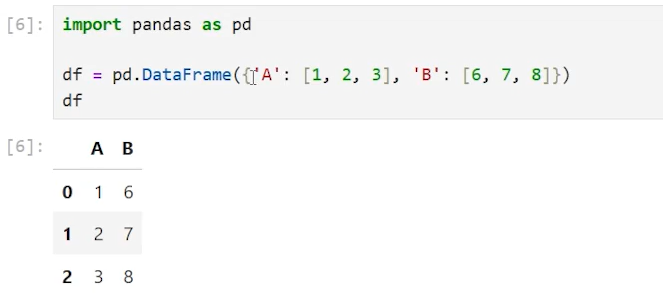 [6]: import pandas as pd
df = pd.DataFrame({'A': [1, 2, 3], 'B': [6, 7, 8]})
df
[6]: A B
0 1 6
1 2 7
2 3 8